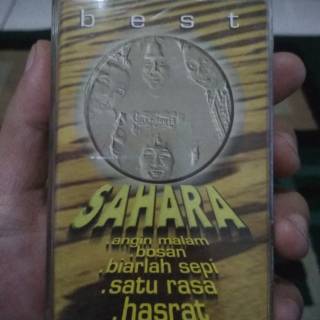 best
SAHARA
.angin malam
.bosan
.biarlah sepi
.satu rasa
.hasrat